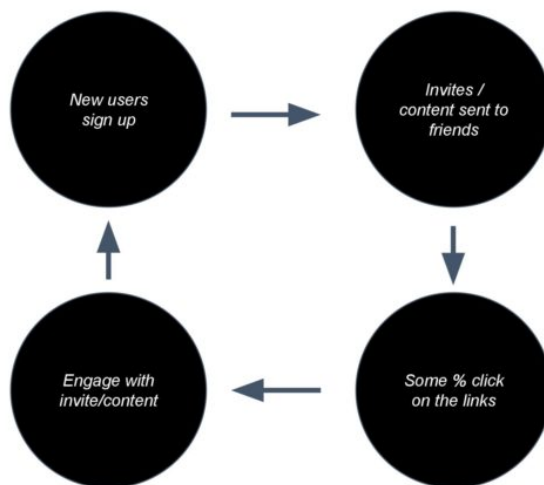 New users
sign up
Invites /
content sent to
friends
Engage with
invite/content
Some % click
on the links